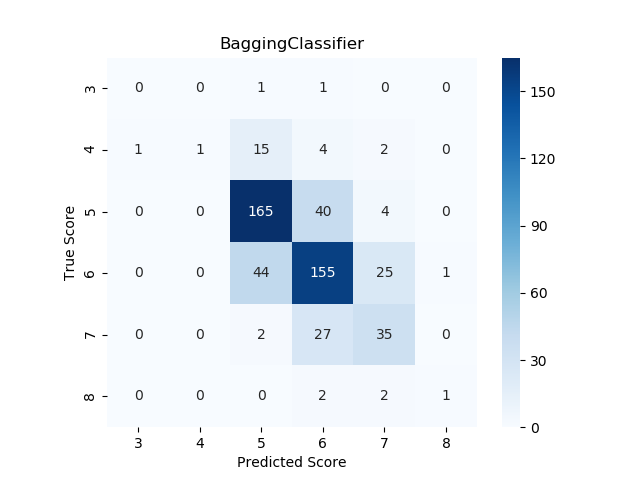 BaggingClassifier
True Score
3 0 0 1 1 0 0
4 1 1 15 4 2 0
5 0 0 165 40 4 0
6 0 0 44 155 25 1
7 0 0 2 27 35 0
8 0 0 0 2 2 1
3 4 5 6 7 8
Predicted Score
150
120
90
60
30
0